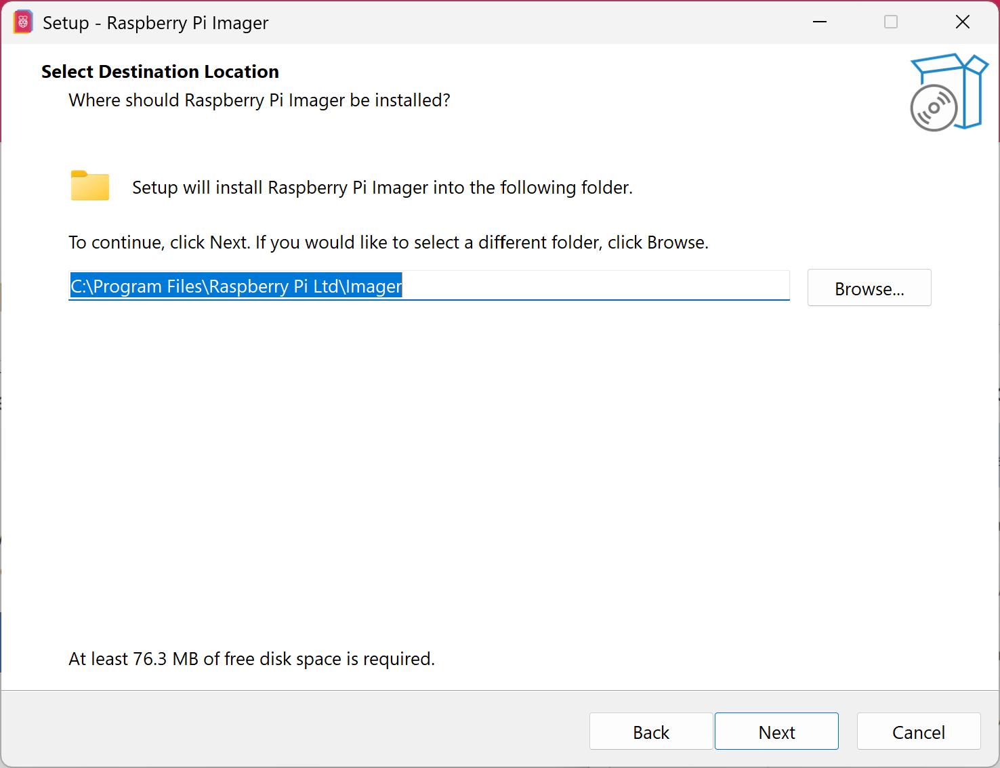 Setup - Raspberry Pi Imager
Select Destination Location
Where should Raspberry Pi Imager be installed?
Setup will install Raspberry Pi Imager into the following folder.
To continue, click Next. If you would like to select a different folder, click Browse.
C:\Program Files\Raspberry Pi Ltd\Imager
Browse...
At least 76.3 MB of free disk space is required.
Back
Next
Cancel